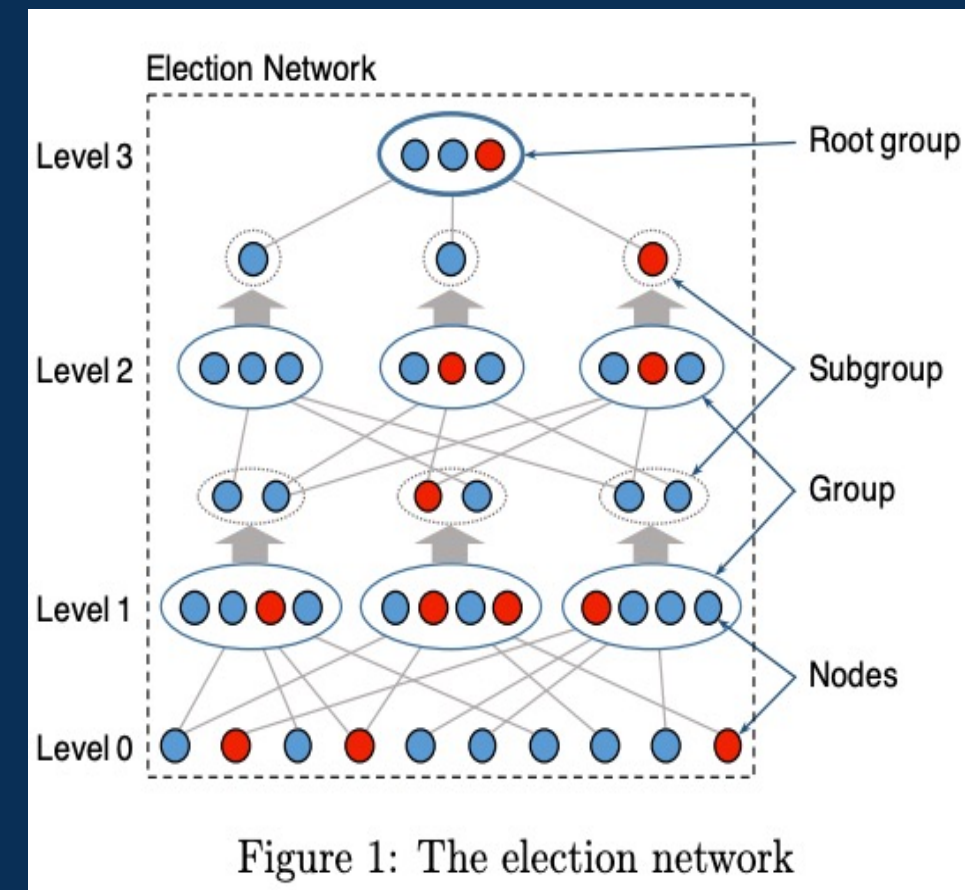 Election Network
Level 3
Root group
Level 2
Subgroup
Group
Level 1
Nodes
Level 0
Figure 1: The election network